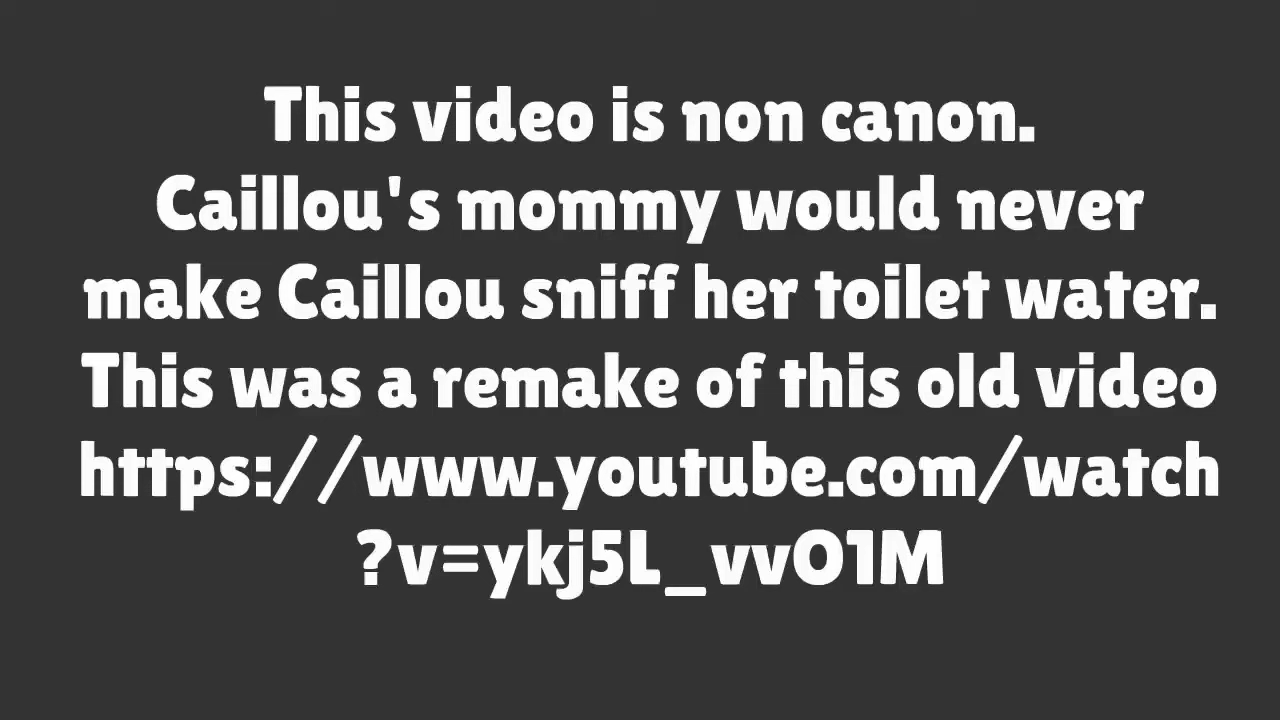 This video is non canon.
Caillou's mommy would never
make Caillou sniff her toilet water.
This was a remake of this old video
https://www.youtube.com/watch
?v=ykj5L_vvO1M